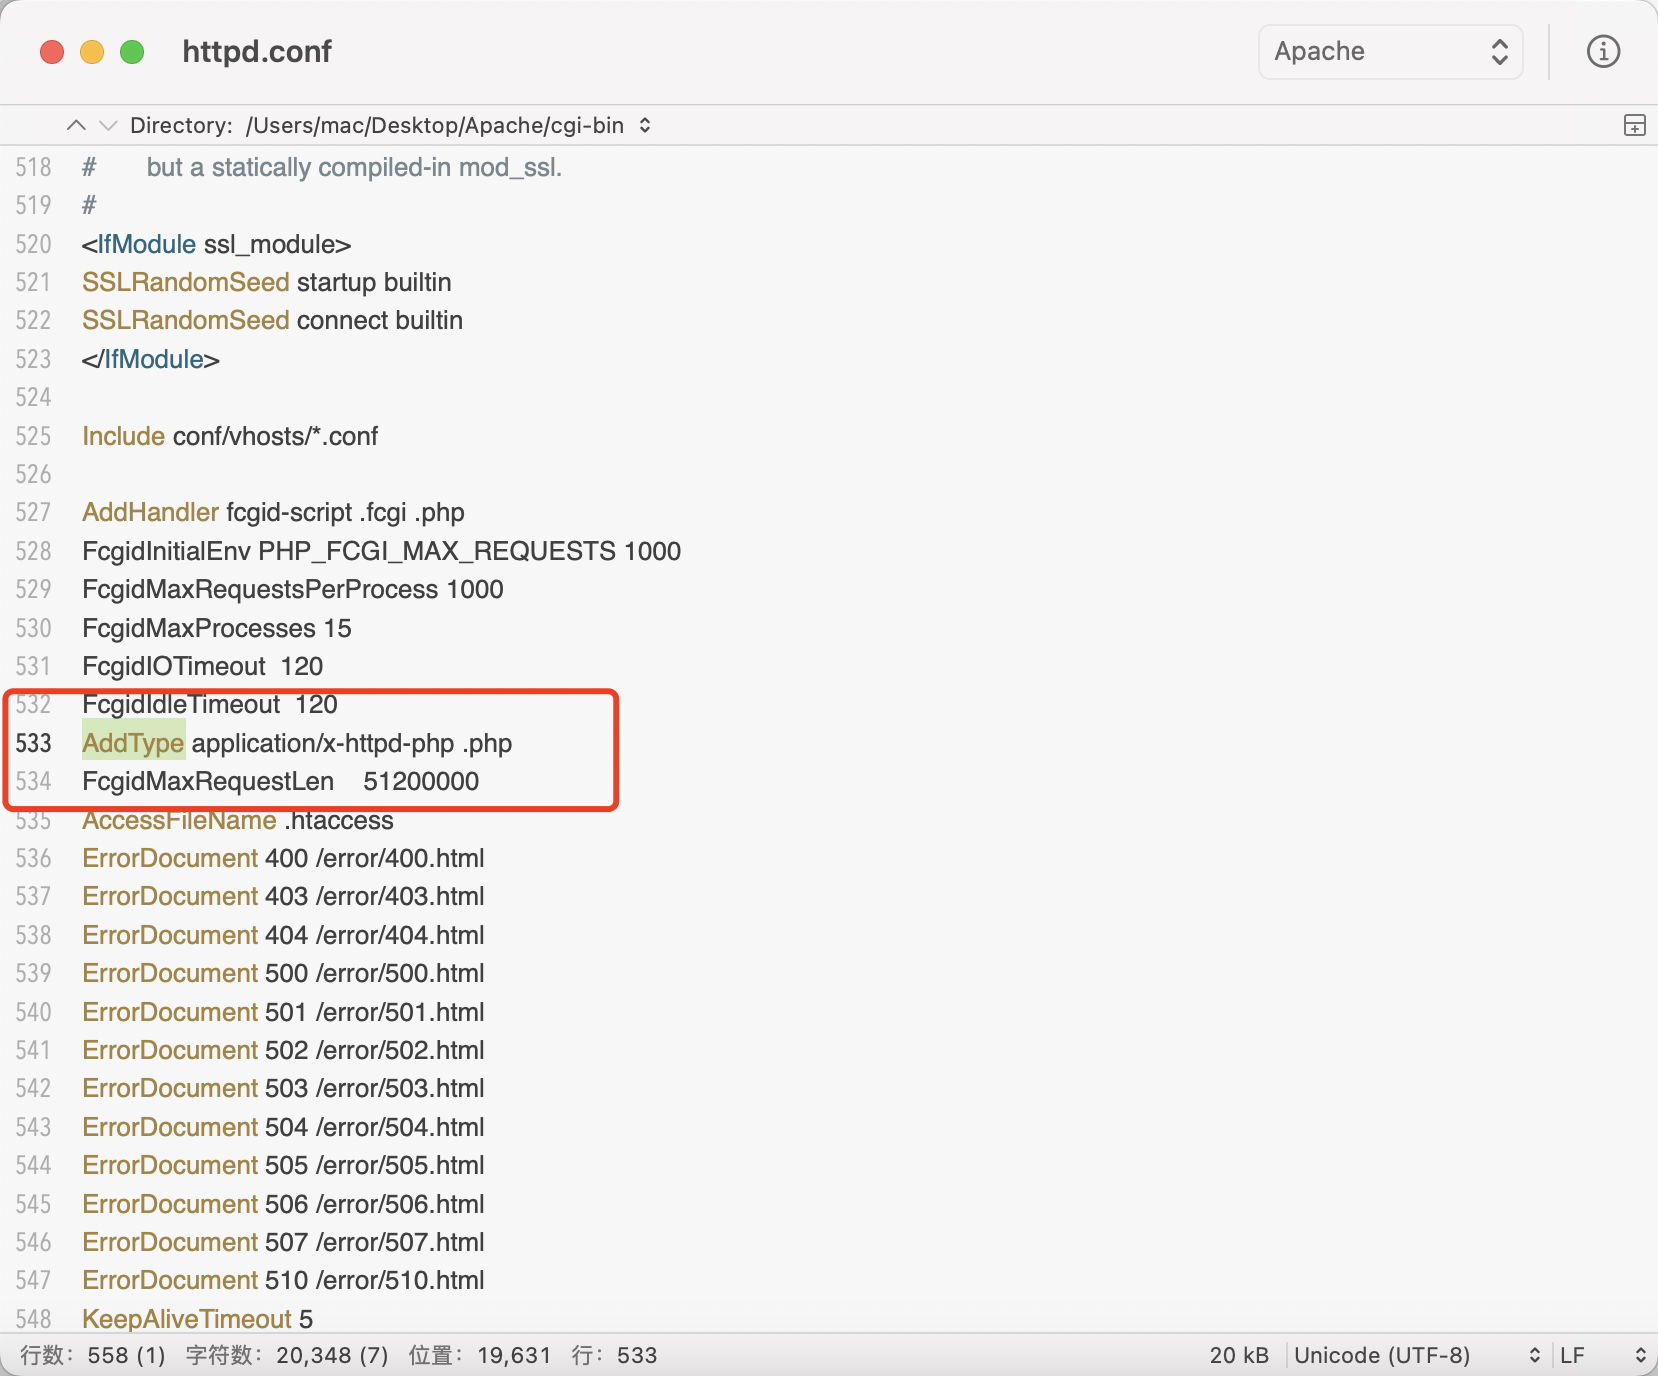 httpd.conf
Apache
Directory: /Users/mac/Desktop/Apache/cgi-bin
518 # but a statically compiled-in mod_ssl.
519 #
520 <IfModule ssl_module>
521 SSLRandomSeed startup builtin
522 SSLRandomSeed connect builtin
523 </IfModule>
524
525 Include conf/vhosts/*.conf
526
527 AddHandler fcgid-script .fcgi .php
528 FcgidInitialEnv PHP_FCGI_MAX_REQUESTS 1000
529 FcgidMaxRequestsPerProcess 1000
530 FcgidMaxProcesses 15
531 FcgidIOTimeout 120
532 FcgidIdleTimeout 120
533 AddType application/x-httpd-php .php
534 FcgidMaxRequestLen 51200000
535 AccessFileName .htaccess
536 ErrorDocument 400 /error/400.html
537 ErrorDocument 403 /error/403.html
538 ErrorDocument 404 /error/404.html
539 ErrorDocument 500 /error/500.html
540 ErrorDocument 501 /error/501.html
541 ErrorDocument 502 /error/502.html
542 ErrorDocument 503 /error/503.html
543 ErrorDocument 504 /error/504.html
544 ErrorDocument 505 /error/505.html
545 ErrorDocument 506 /error/506.html
546 ErrorDocument 507 /error/507.html
547 ErrorDocument 510 /error/510.html
548 KeepAliveTimeout 5
行数: 558 (1) 字符数: 20,348 (7) 位置: 19,631 行: 533 20 kB Unicode (UTF-8) LF